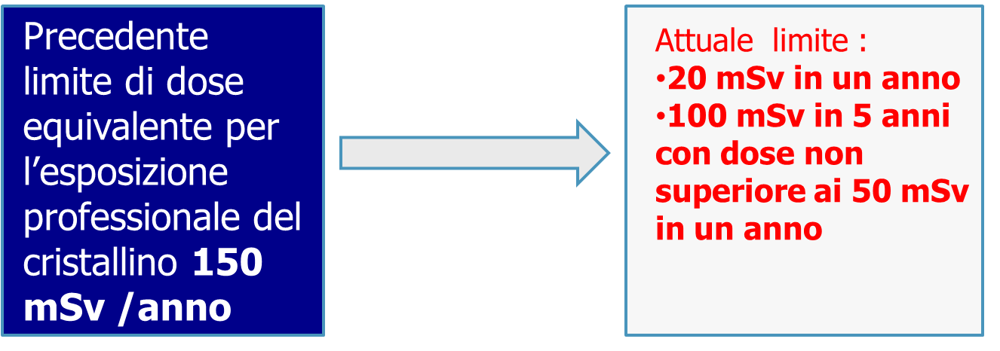 Precedente
limite di dose
equivalente per
l’esposizione
professionale del
cristallino 150
mSv /anno
Attuale  limite :
•20 mSv in un anno
•100 mSv in 5 anni
con dose non
superiore ai 50 mSv
in un anno